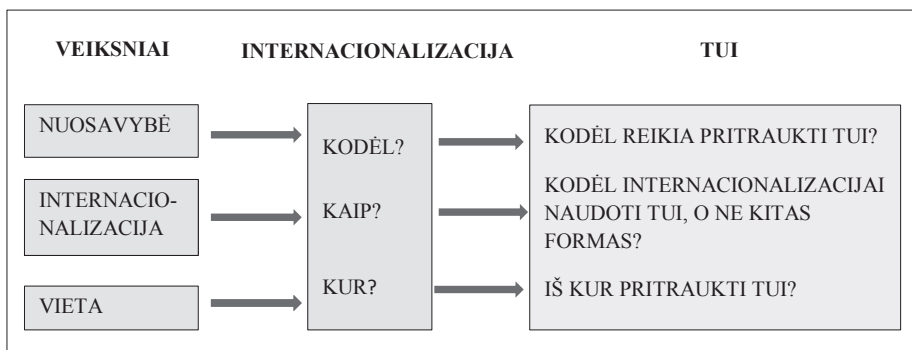 VEIKSNIAI
INTERNACIONALIZACIJA
TUI
NUOSAVYBĖ
INTERNACIO-
NALIZACIJA
VIETA
KODĖL?
KAIP?
KUR?
KODĖL REIKIA PRITRAUKTI TUI?
KODĖL INTERNACIONALIZACIJAI
NAUDOTI TUI, O NE KITAS
FORMAS?
IŠ KUR PRITRAUKTI TUI?